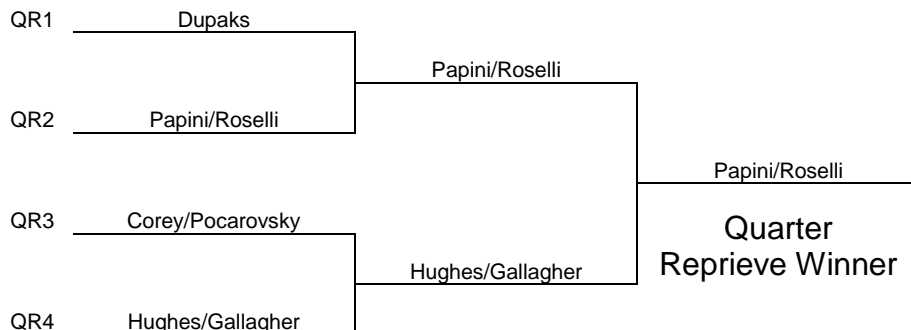 QR1 Dupaks
Papini/Roselli
QR2 Papini/Roselli
Papini/Roselli
QR3 Corey/Pocarovsky
Quarter
Reprieve Winner
Hughes/Gallagher
QR4 Hughes/Gallagher